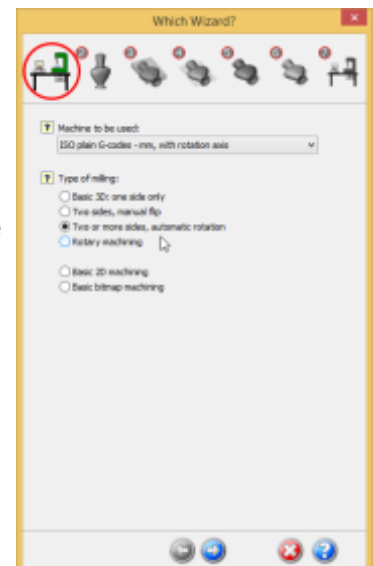 Which Wizard?
Machine to be used:
ISO plain G-codes - mm, with rotation axis
Type of milling:
Basic 3D: one side only
Two sides, manual flip
Two or more sides, automatic rotation
Rotary machining
Basic 2D machining
Basic bitmap machining